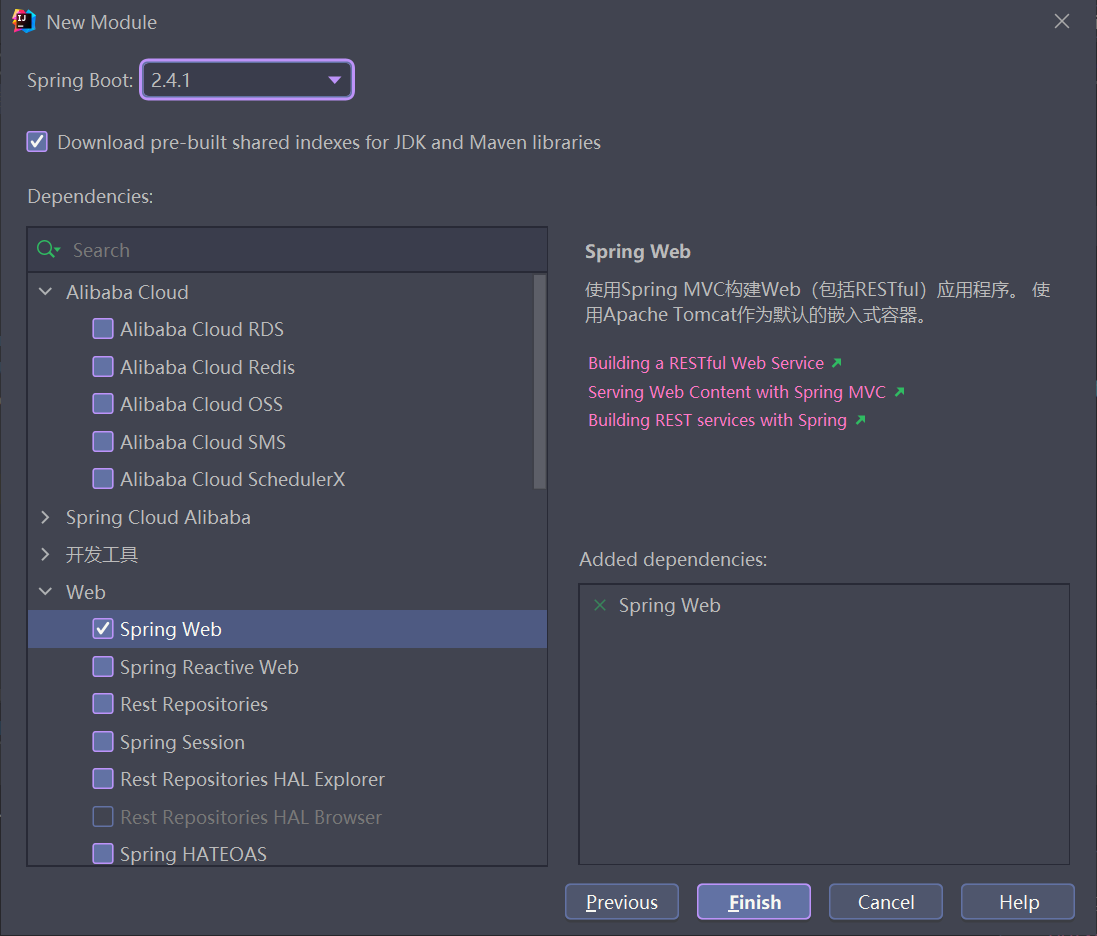 New Module
Spring Boot: 2.4.1
Download pre-built shared indexes for JDK and Maven libraries
Dependencies:
Search
Alibaba Cloud
Alibaba Cloud RDS
Alibaba Cloud Redis
Alibaba Cloud OSS
Alibaba Cloud SMS
Alibaba Cloud SchedulerX
Spring Cloud Alibaba
开发工具
Web
Spring Web
Spring Reactive Web
Rest Repositories
Spring Session
Rest Repositories HAL Explorer
Rest Repositories HAL Browser
Spring HATEOAS
Spring Web
使用Spring MVC构建Web（包括RESTful）应用程序。 使
用Apache Tomcat作为默认的嵌入式容器。
Building a RESTful Web Service
Serving Web Content with Spring MVC
Building REST services with Spring
Added dependencies:
Spring Web
Previous
Finish
Cancel
Help